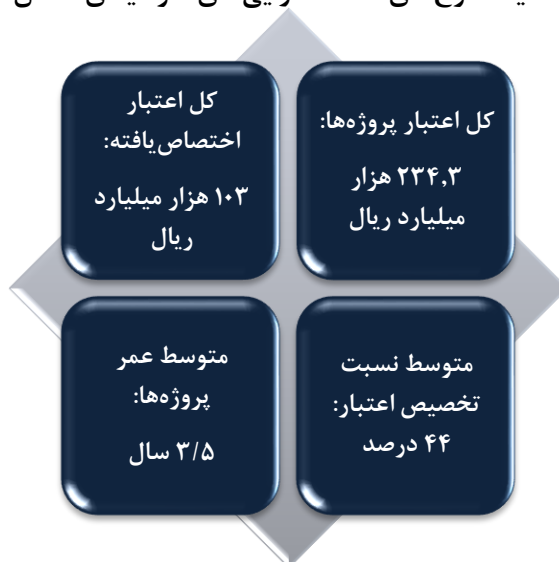 کل اعتبار پروژه‌ها:
۲۳۴,۳ هزار
میلیارد ریال
کل اعتبار
اختصاص‌یافته:
۱۰۳ هزار میلیارد
ریال
متوسط نسبت
تخصیص اعتبار:
۴۴ درصد
متوسط عمر
پروژه‌ها:
۳/۵ سال